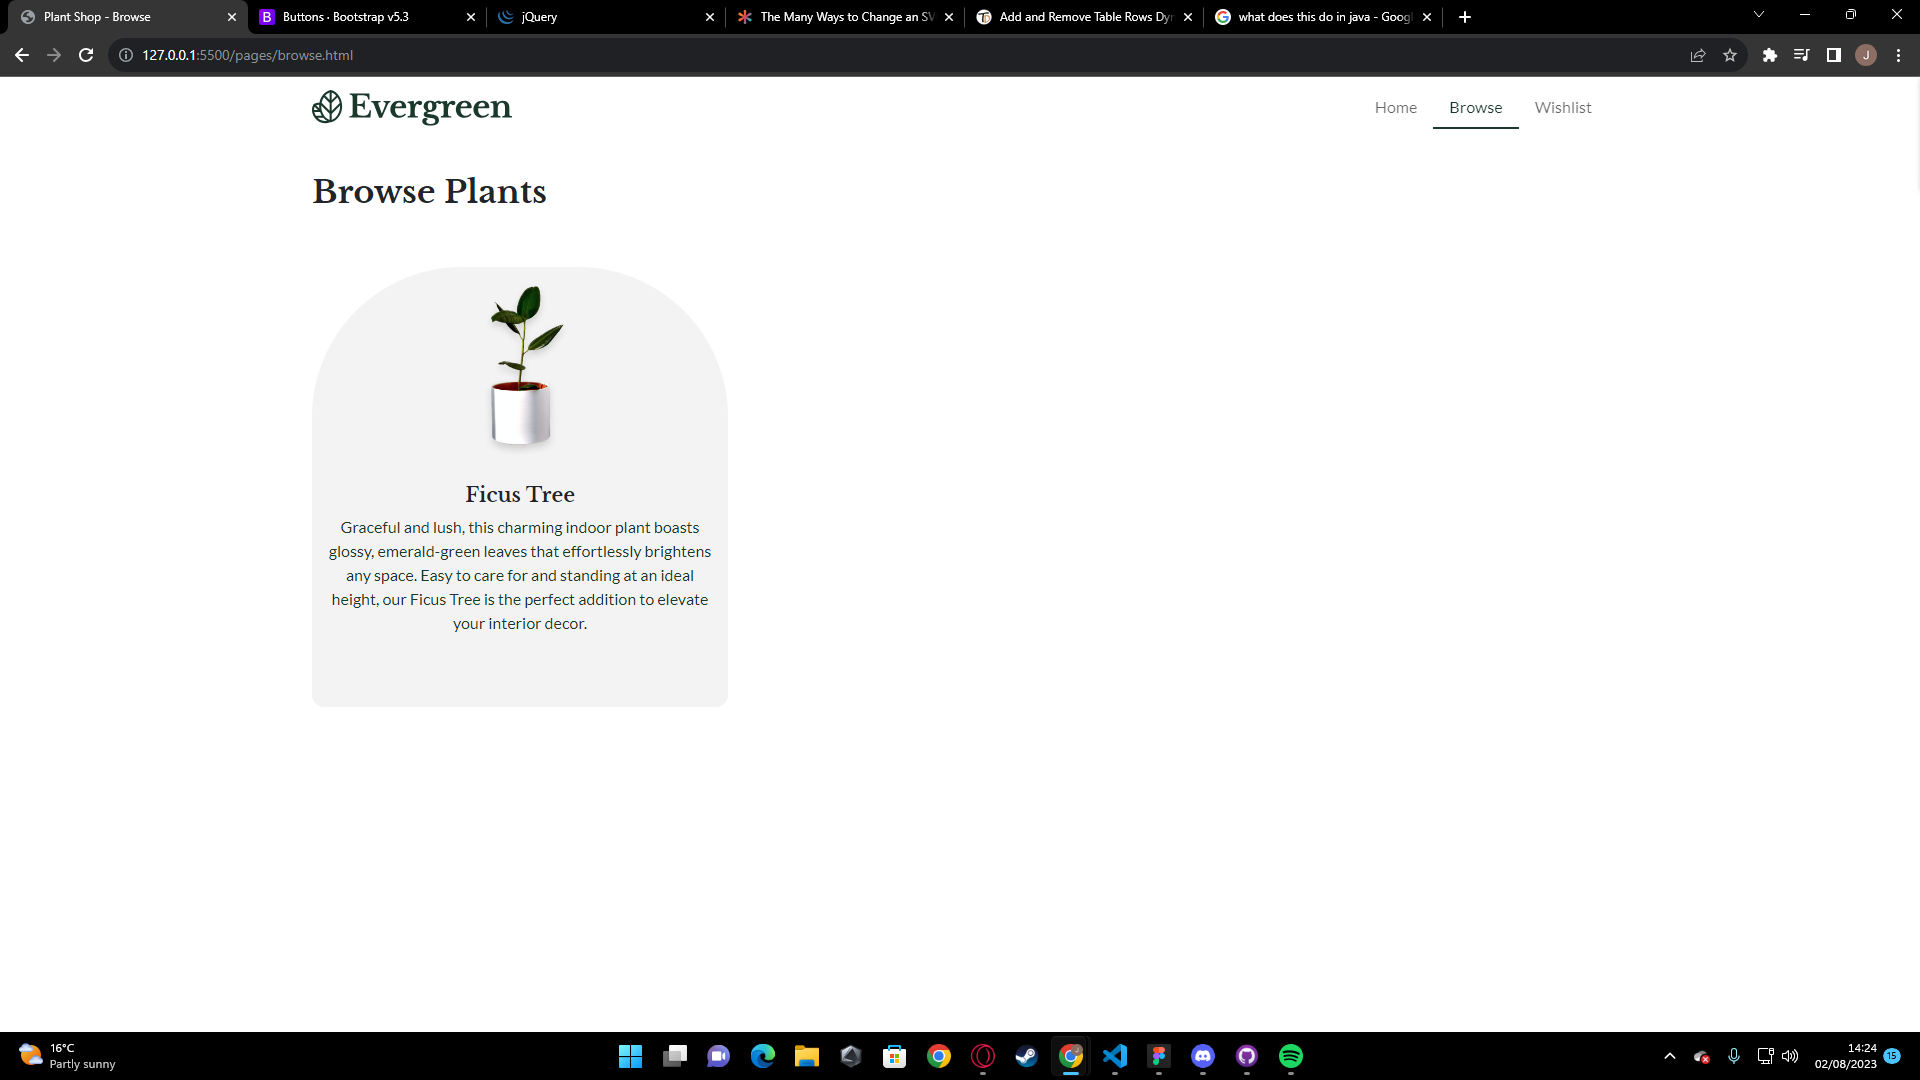 Plant Shop - Browse
Buttons · Bootstrap v5.3
jQuery
The Many Ways to Change an SV
Add and Remove Table Rows Dyn
what does this do in java - Googl
127.0.0.1:5500/pages/browse.html
J
Evergreen
Home
Browse
Wishlist
Browse Plants
Ficus Tree
Graceful and lush, this charming indoor plant boasts
glossy, emerald-green leaves that effortlessly brightens
any space. Easy to care for and standing at an ideal
height, our Ficus Tree is the perfect addition to elevate
your interior decor.
16°C
Partly sunny
14:24
02/08/2023
15